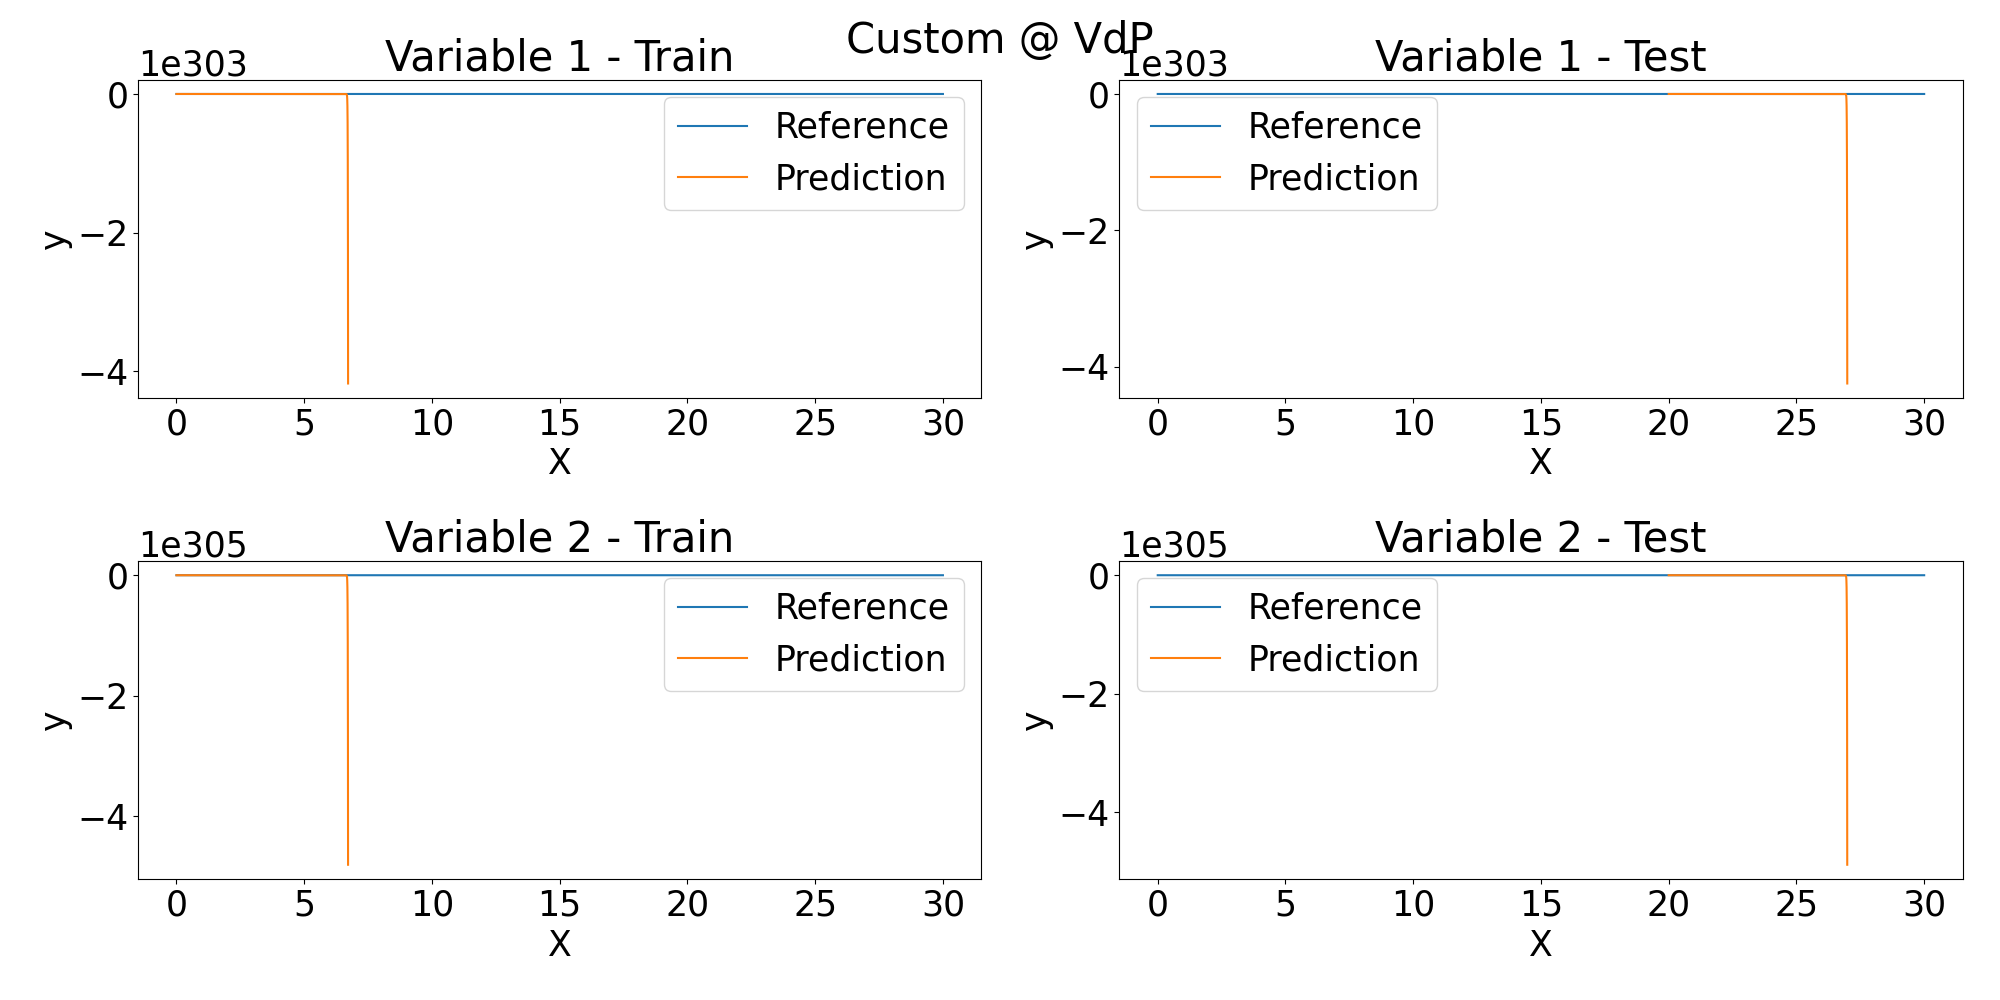 Custom @ VdP
Variable 1 - Train
1e303
0
−2
−4
y
Reference
Prediction
0 5 10 15 20 25 30
X
Variable 1 - Test
1e303
0
−2
−4
y
Reference
Prediction
0 5 10 15 20 25 30
X
Variable 2 - Train
1e305
0
−2
−4
y
Reference
Prediction
0 5 10 15 20 25 30
X
Variable 2 - Test
1e305
0
−2
−4
y
Reference
Prediction
0 5 10 15 20 25 30
X